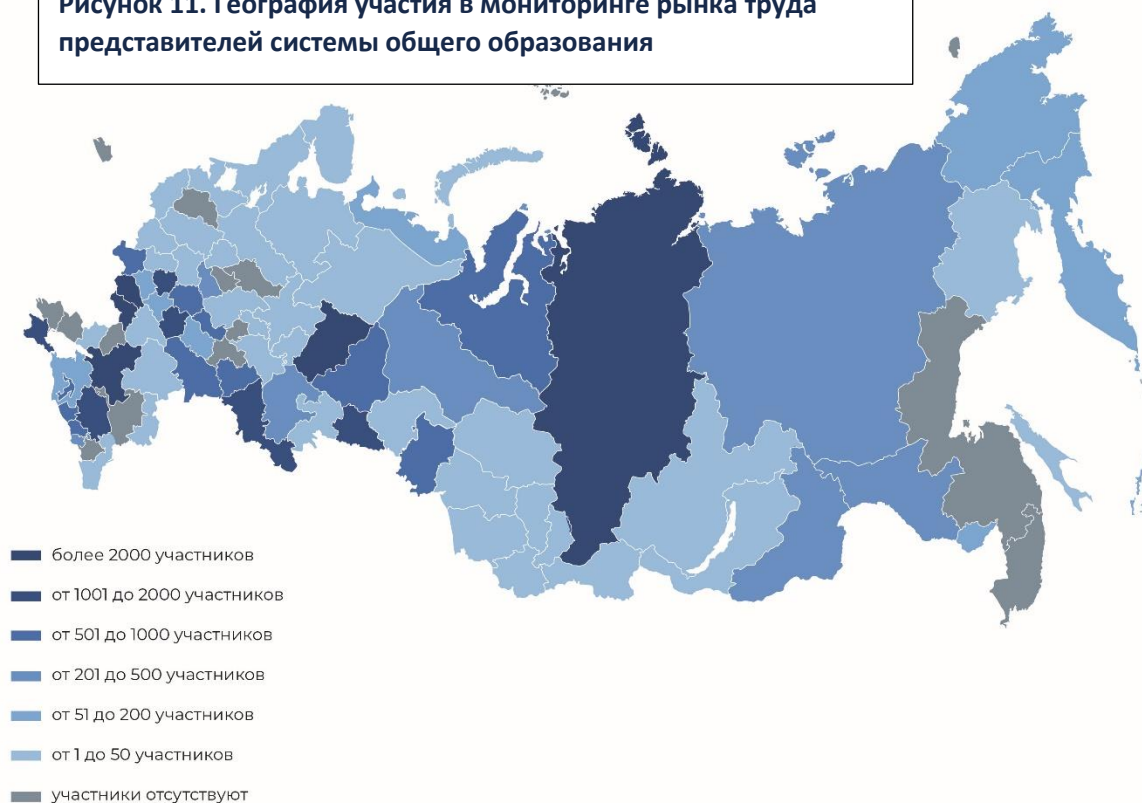 Рисунок 11. География участия в мониторинге рынка труда
представителей системы общего образования
более 2000 участников
от 1001 до 2000 участников
от 501 до 1000 участников
от 201 до 500 участников
от 51 до 200 участников
от 1 до 50 участников
участники отсутствуют